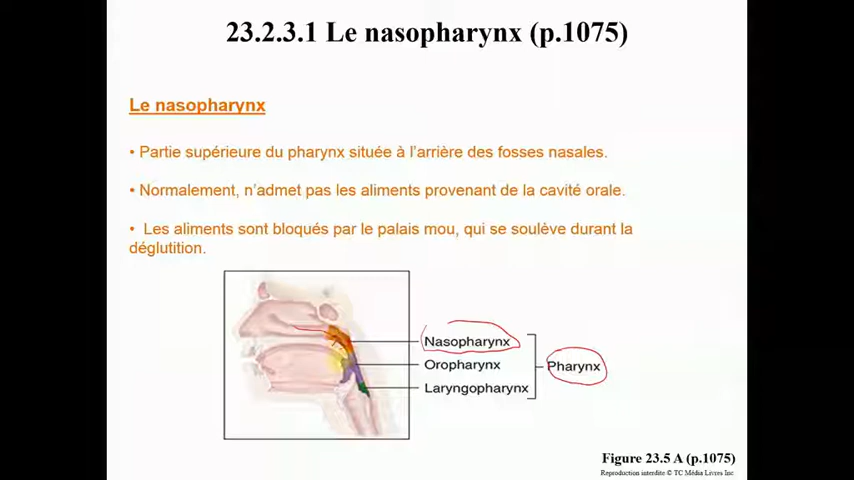 23.2.3.1 Le nasopharynx (p.1075)
Le nasopharynx
• Partie supérieure du pharynx située à l’arrière des fosses nasales.
• Normalement, n’admet pas les aliments provenant de la cavité orale.
• Les aliments sont bloqués par le palais mou, qui se soulève durant la
déglutition.
Nasopharynx
Oropharynx
Pharynx
Laryngopharynx
Figure 23.5 A (p.1075)
Reproduction interdite © TC Média Livres Inc